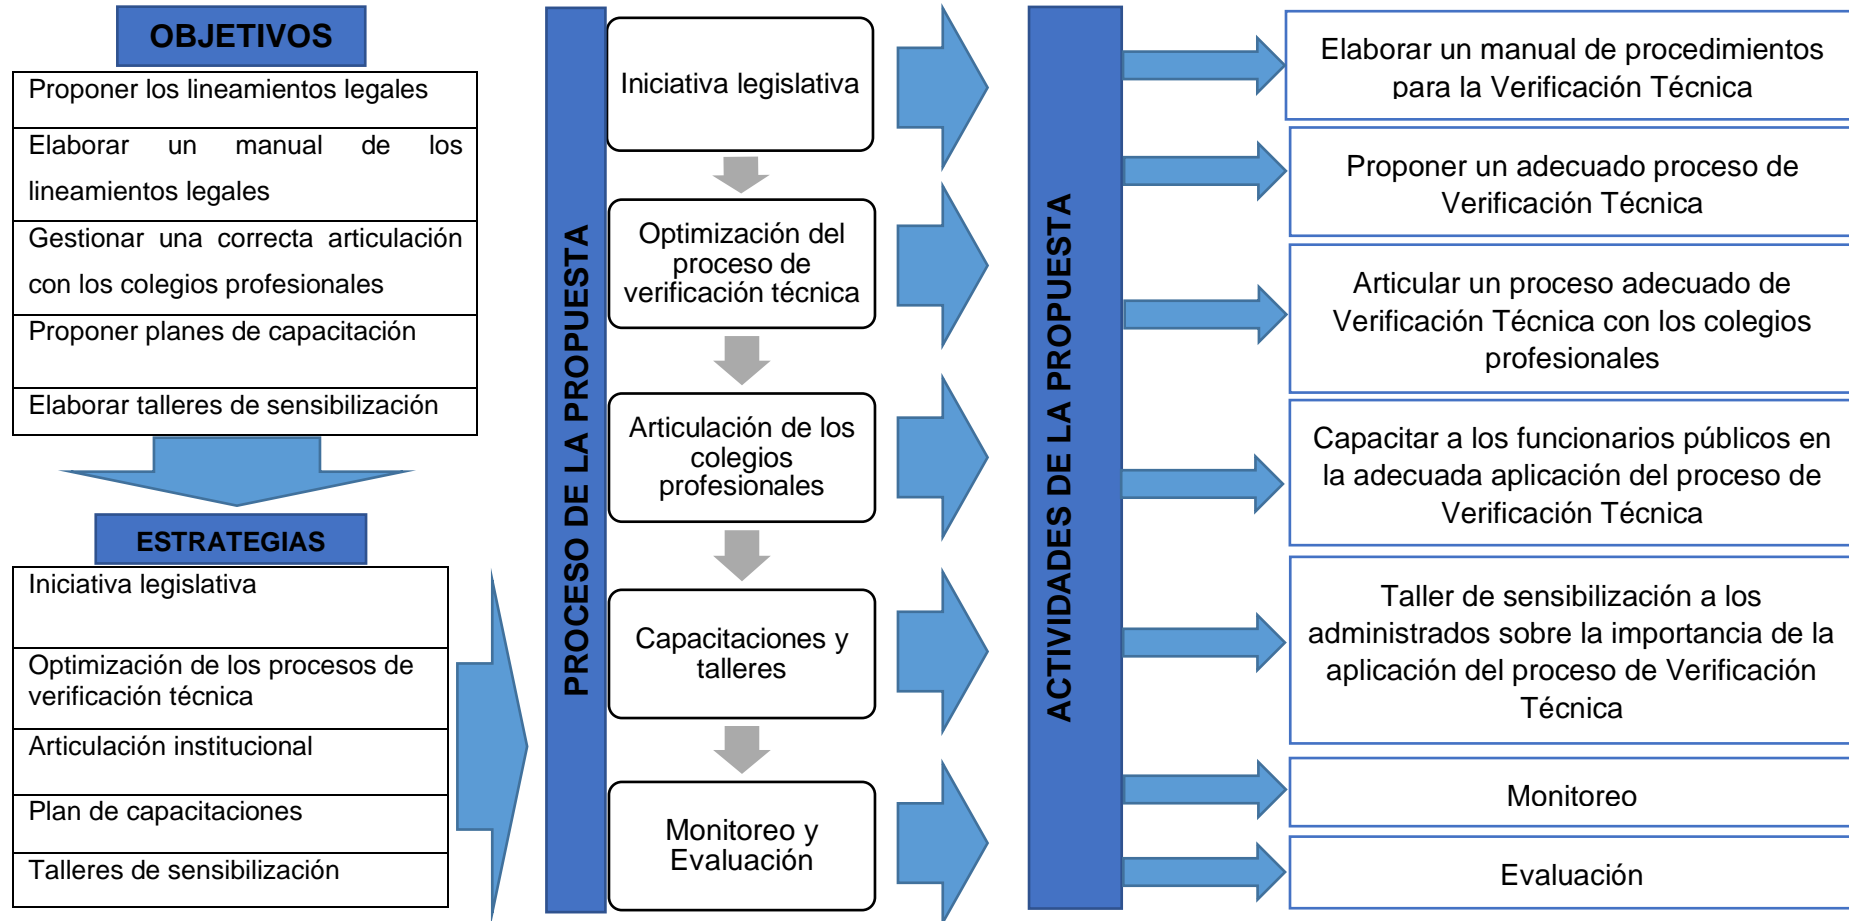 OBJETIVOS
Proponer los lineamientos legales
Elaborar un manual de los
lineamientos legales
Gestionar una correcta articulación
con los colegios profesionales
Proponer planes de capacitación
Elaborar talleres de sensibilización
ESTRATEGIAS
Iniciativa legislativa
Optimización de los procesos de
verificación técnica
Articulación institucional
Plan de capacitaciones
Talleres de sensibilización
PROCESO DE LA PROPUESTA
Iniciativa legislativa
Optimización del
proceso de
verificación técnica
Articulación de los
colegios
profesionales
Capacitaciones y
talleres
Monitoreo y
Evaluación
ACTIVIDADES DE LA PROPUESTA
Elaborar un manual de procedimientos
para la Verificación Técnica
Proponer un adecuado proceso de
Verificación Técnica
Articular un proceso adecuado de
Verificación Técnica con los colegios
profesionales
Capacitar a los funcionarios públicos en
la adecuada aplicación del proceso de
Verificación Técnica
Taller de sensibilización a los
administrados sobre la importancia de la
aplicación del proceso de Verificación
Técnica
Monitoreo
Evaluación